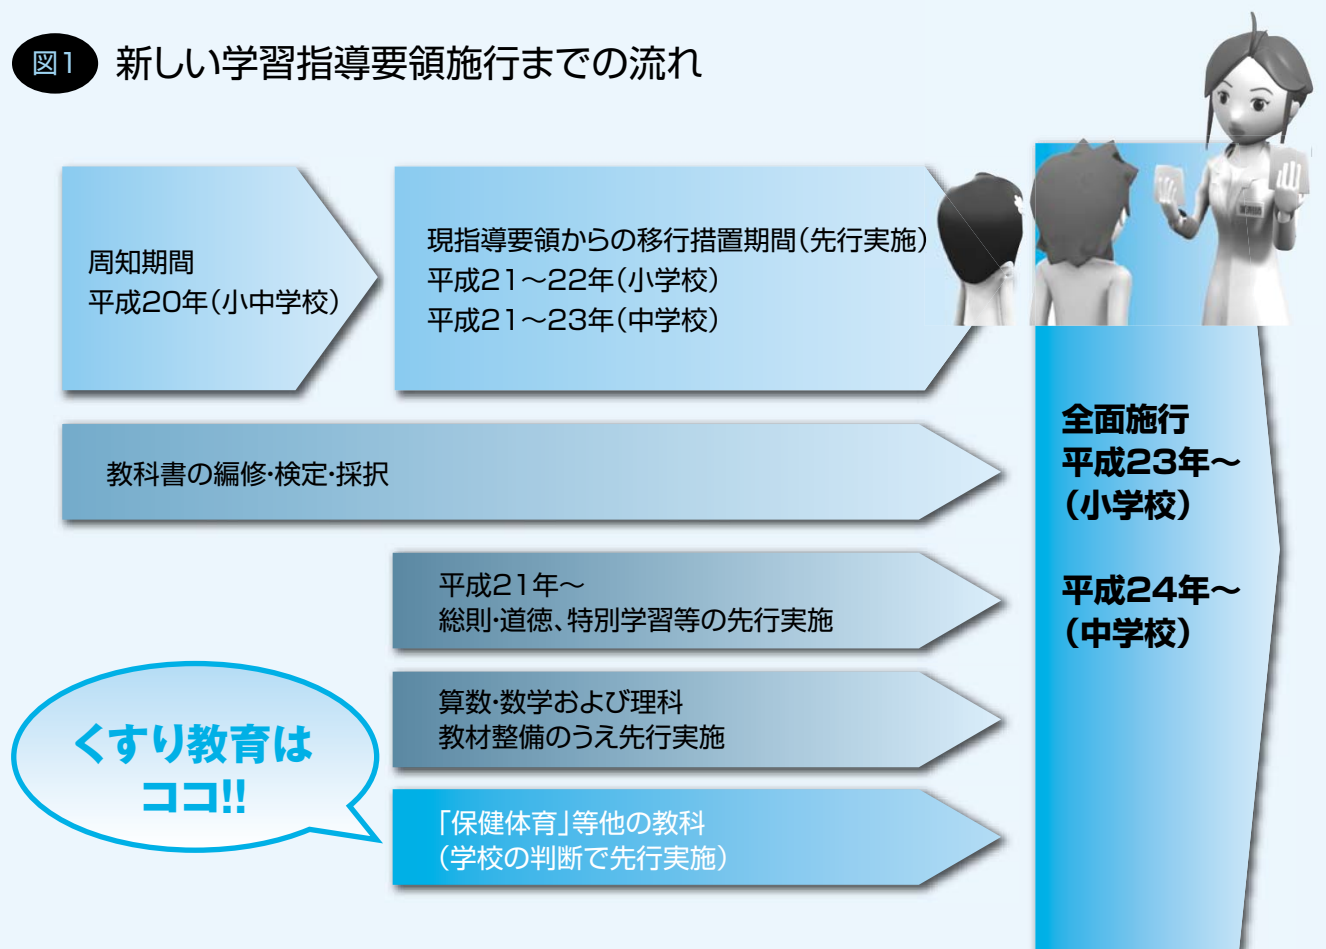 図1 新しい学習指導要領施行までの流れ
周知期間
平成20年(小中学校)
現指導要領からの移行措置期間(先行実施)
平成21～22年(小学校)
平成21～23年(中学校)
教科書の編修・検定・採択
平成21年～
総則・道徳、特別学習等の先行実施
算数・数学および理科
教材整備のうえ先行実施
くすり教育は
ココ!!
「保健体育」等他の教科
(学校の判断で先行実施)
全面施行
平成23年～
(小学校)
平成24年～
(中学校)